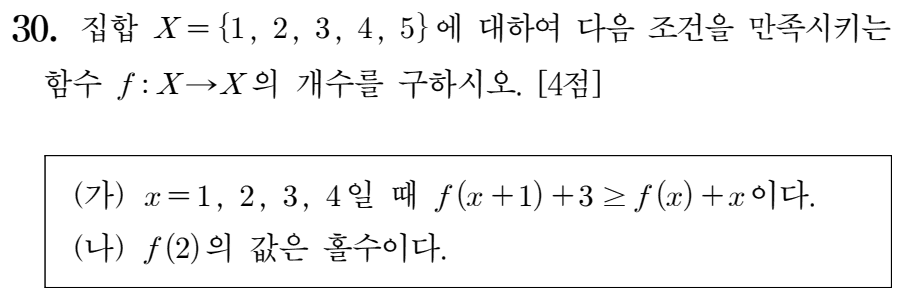 30. 집합 X={1, 2, 3, 4, 5}에 대하여 다음 조건을 만족시키는
함수 f : X→X의 개수를 구하시오. [4점]
(가) x=1, 2, 3, 4일 때 f(x+1)+3≥f(x)+x이다.
(나) f(2)의 값은 홀수이다.